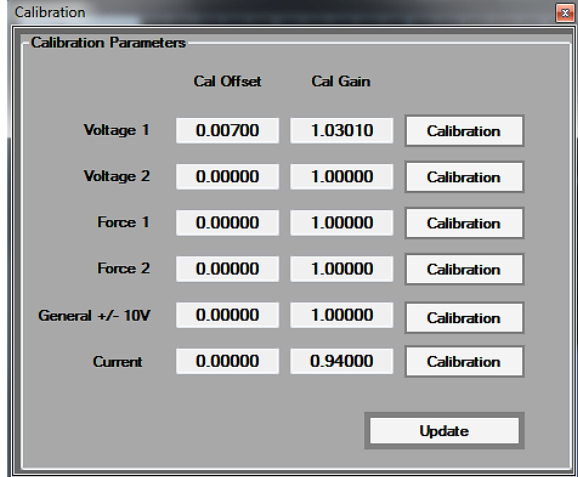 Calibration
Calibration Parameters
Cal Offset Cal Gain
Voltage 1 0.00700 1.03010 Calibration
Voltage 2 0.00000 1.00000 Calibration
Force 1 0.00000 1.00000 Calibration
Force 2 0.00000 1.00000 Calibration
General +/- 10V 0.00000 1.00000 Calibration
Current 0.00000 0.94000 Calibration
Update